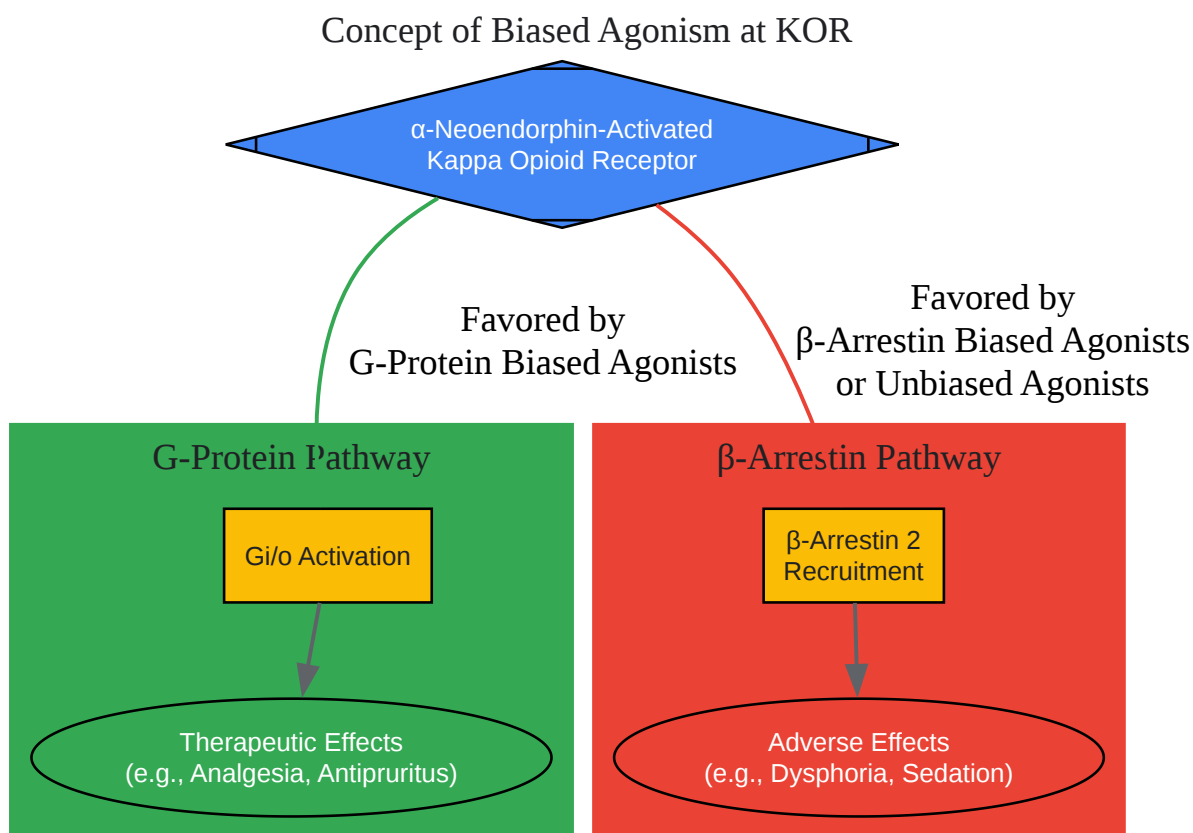 Concept of Biased Agonism at KOR
α-Neoendorphin-Activated
Kappa Opioid Receptor
Favored by
G-Protein Biased Agonists
Favored by
β-Arrestin Biased Agonists
or Unbiased Agonists
G-Protein Pathway
Gi/o Activation
Therapeutic Effects
(e.g., Analgesia, Antipruritus)
β-Arrestin Pathway
β-Arrestin 2
Recruitment
Adverse Effects
(e.g., Dysphoria, Sedation)